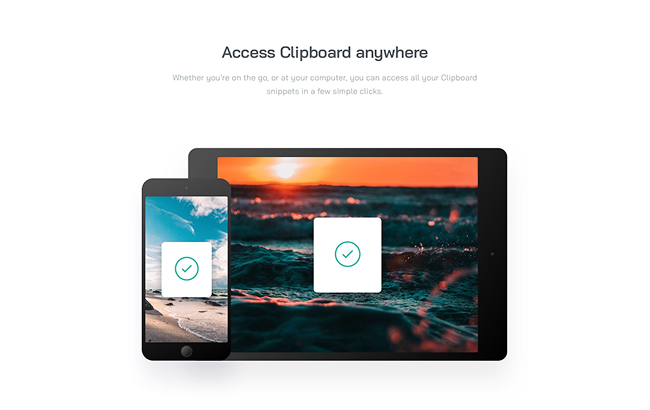 Access Clipboard anywhere
Whether you're on the go, or at your computer, you can access all your Clipboard
snippets in a few simple clicks.